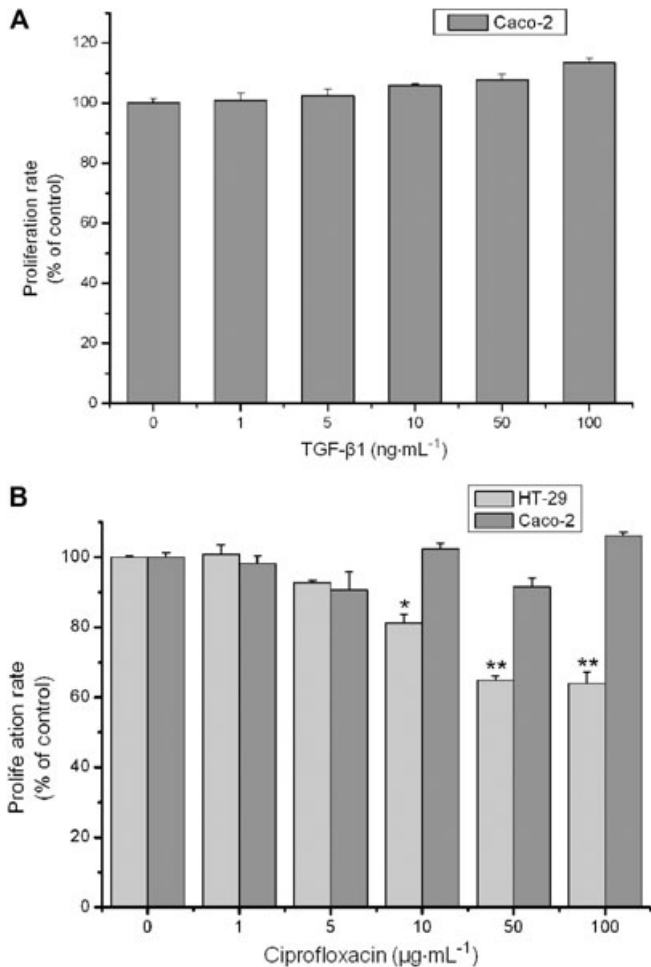 A
Caco-2
120
100
80
60
40
20
0
Proliferation rate
(% of control)
0 1 5 10 50 100
TGF-β1 (ng·mL⁻¹)
B
HT-29
Caco-2
100
80
60
40
20
0
Prolife ation rate
(% of control)
*
**
**
0 1 5 10 50 100
Ciprofloxacin (µg·mL⁻¹)